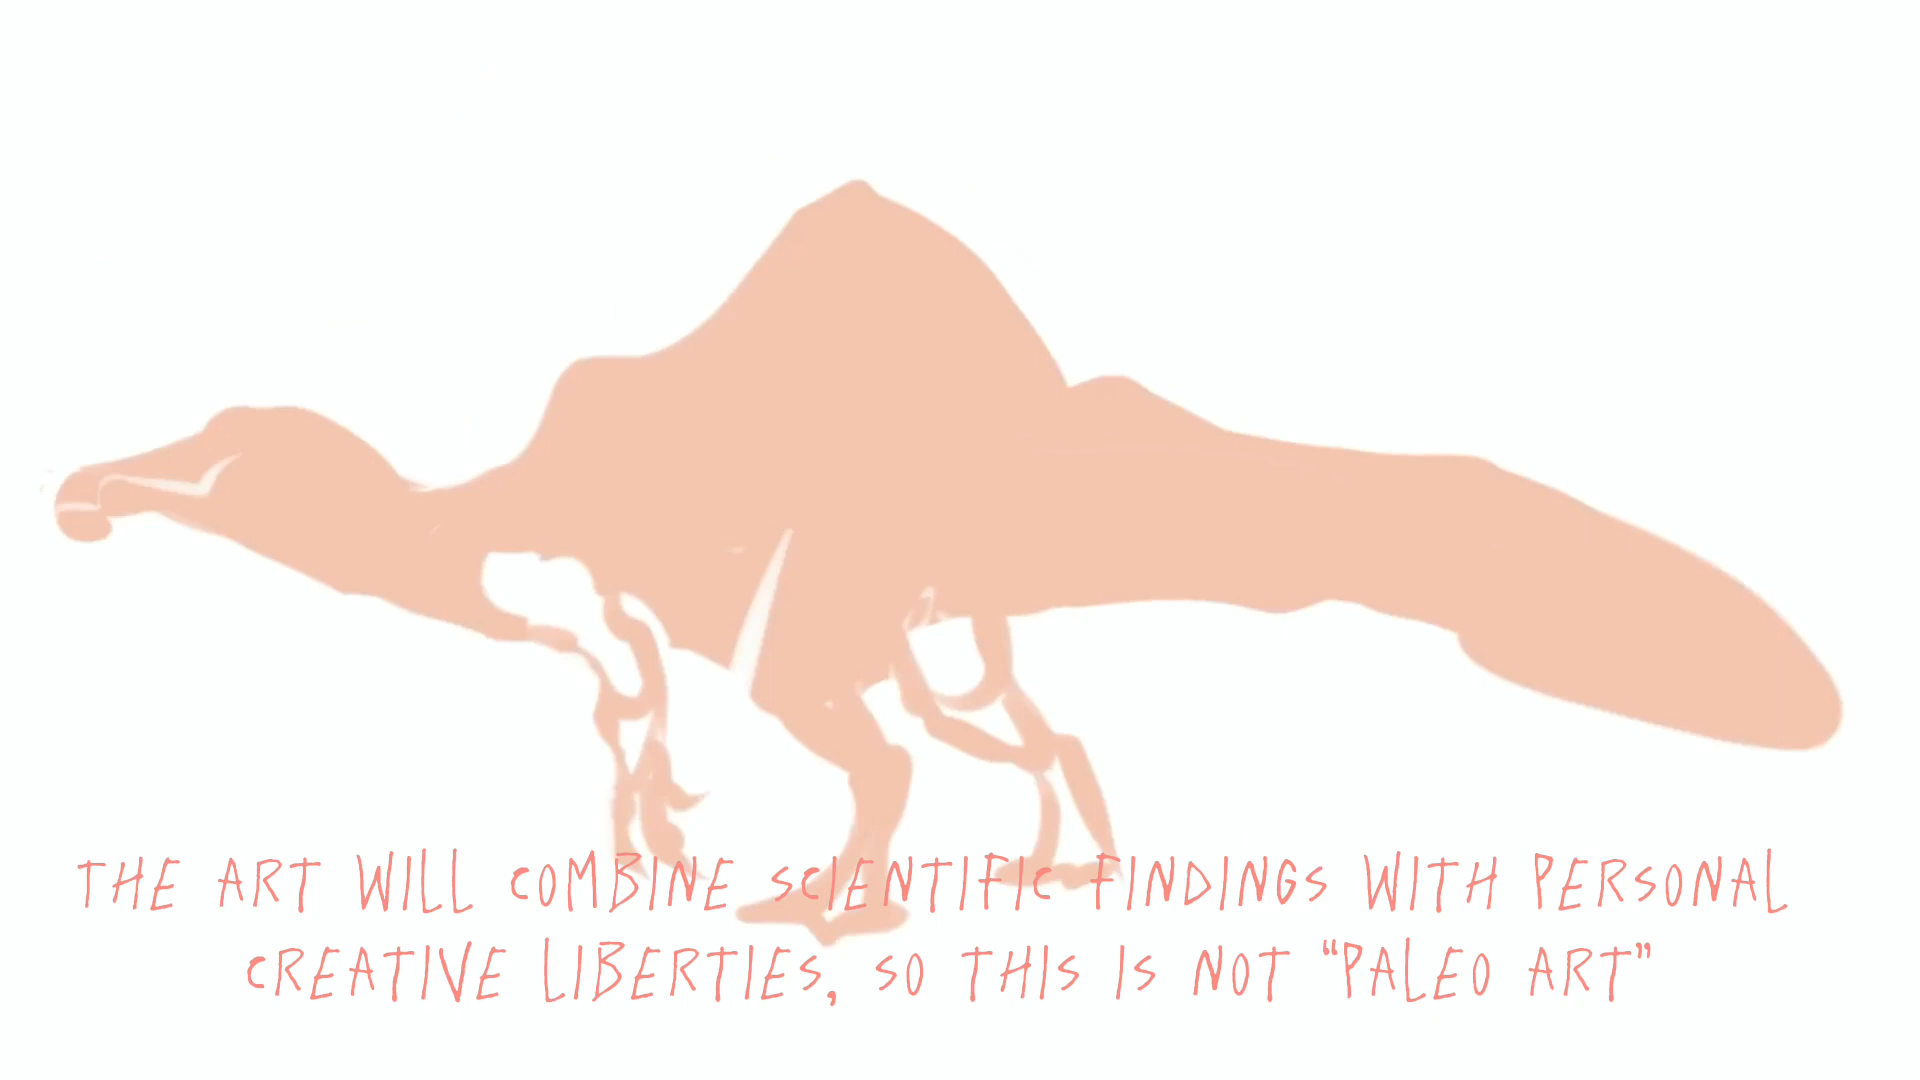 THE ART WILL COMBINE SCIENTIFIC FINDINGS WITH PERSONAL
CREATIVE LIBERTIES, SO THIS IS NOT “PALEO ART”